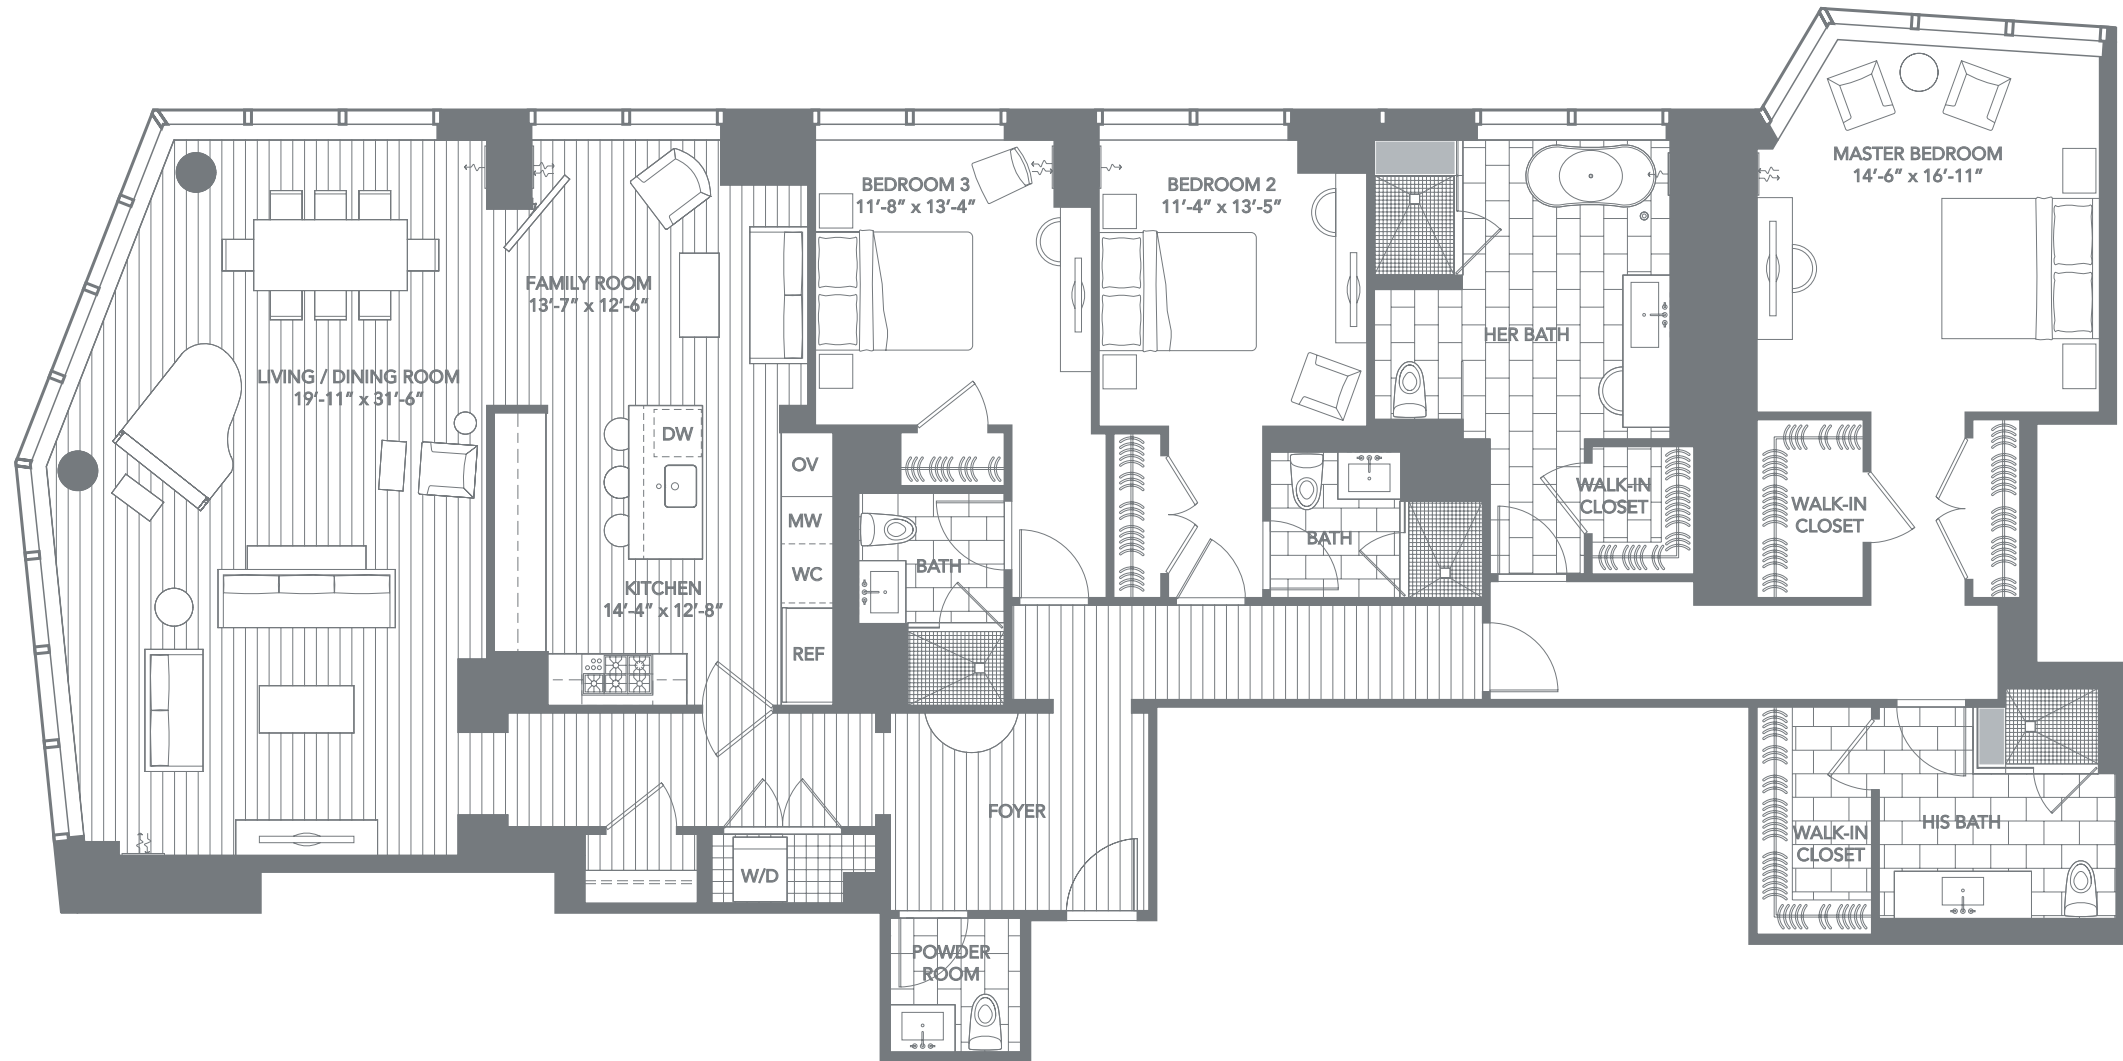 MASTER BEDROOM
14'-6" x 16'-11"
BEDROOM 3
11'-8" x 13'-4"
BEDROOM 2
11'-4" x 13'-5"
FAMILY ROOM
13'-7" x 12'-6"
HER BATH
LIVING / DINING ROOM
19'-11" x 31'-6"
DW
OV
MW
WC
REF
KITCHEN
14'-4" x 12'-8"
BATH
BATH
WALK-IN
CLOSET
WALK-IN
CLOSET
FOYER
W/D
WALK-IN
CLOSET
HIS BATH
POWDER
ROOM